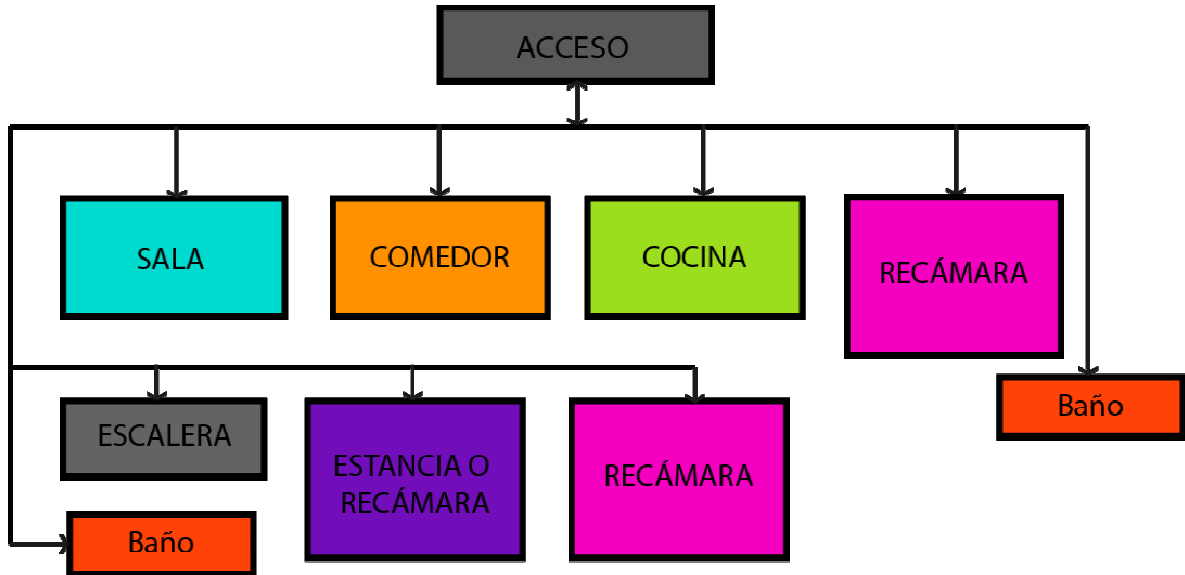 ACCESO
SALA
COMEDOR
COCINA
RECÁMARA
Baño
ESCALERA
ESTANCIA O
RECÁMARA
RECÁMARA
Baño